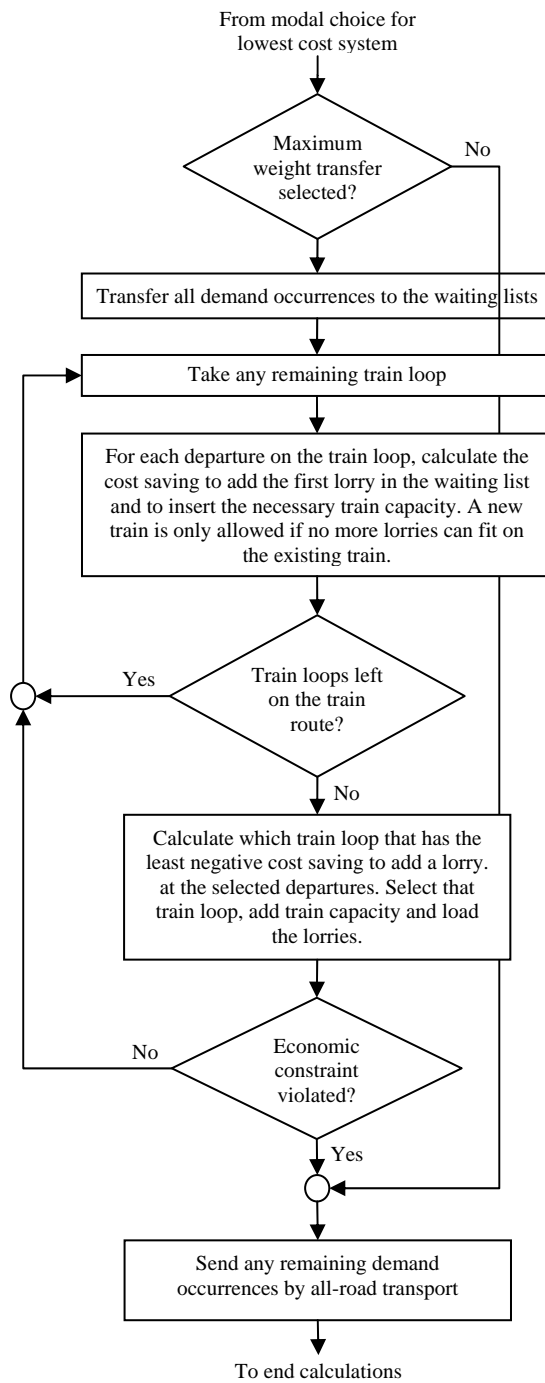 From modal choice for
lowest cost system
Maximum
weight transfer
selected?
No
Transfer all demand occurrences to the waiting lists
Take any remaining train loop
For each departure on the train loop, calculate the
cost saving to add the first lorry in the waiting list
and to insert the necessary train capacity. A new
train is only allowed if no more lorries can fit on
the existing train.
Yes
Train loops left
on the train
route?
No
Calculate which train loop that has the
least negative cost saving to add a lorry.
at the selected departures. Select that
train loop, add train capacity and load
the lorries.
No
Economic
constraint
violated?
Yes
Send any remaining demand
occurrences by all-road transport
To end calculations